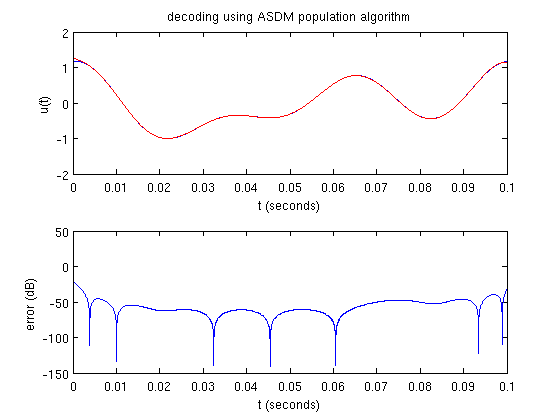 decoding using ASDM population algorithm
2
1
0
-1
-2
u(t)
0 0.01 0.02 0.03 0.04 0.05 0.06 0.07 0.08 0.09 0.1
t (seconds)
50
0
-50
-100
-150
error (dB)
0 0.01 0.02 0.03 0.04 0.05 0.06 0.07 0.08 0.09 0.1
t (seconds)